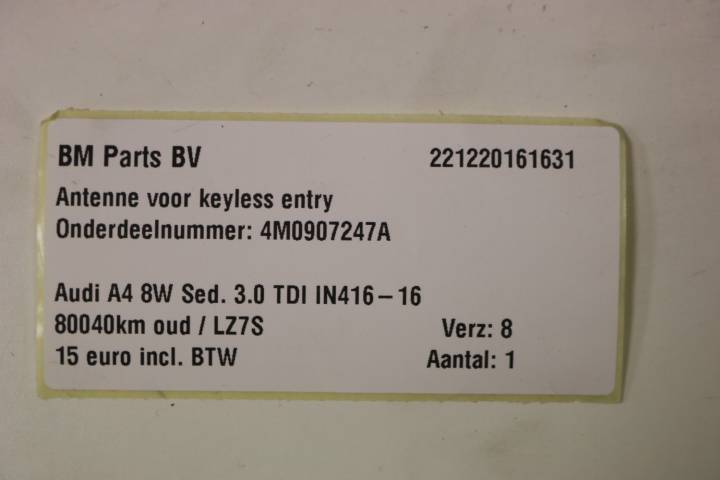 BM Parts BV 221220161631
Antenne voor keyless entry
Onderdeelnummer: 4M0907247A
Audi A4 8W Sed. 3.0 TDI IN416-16
80040km oud / LZ7S Verz: 8
15 euro incl. BTW Aantal: 1